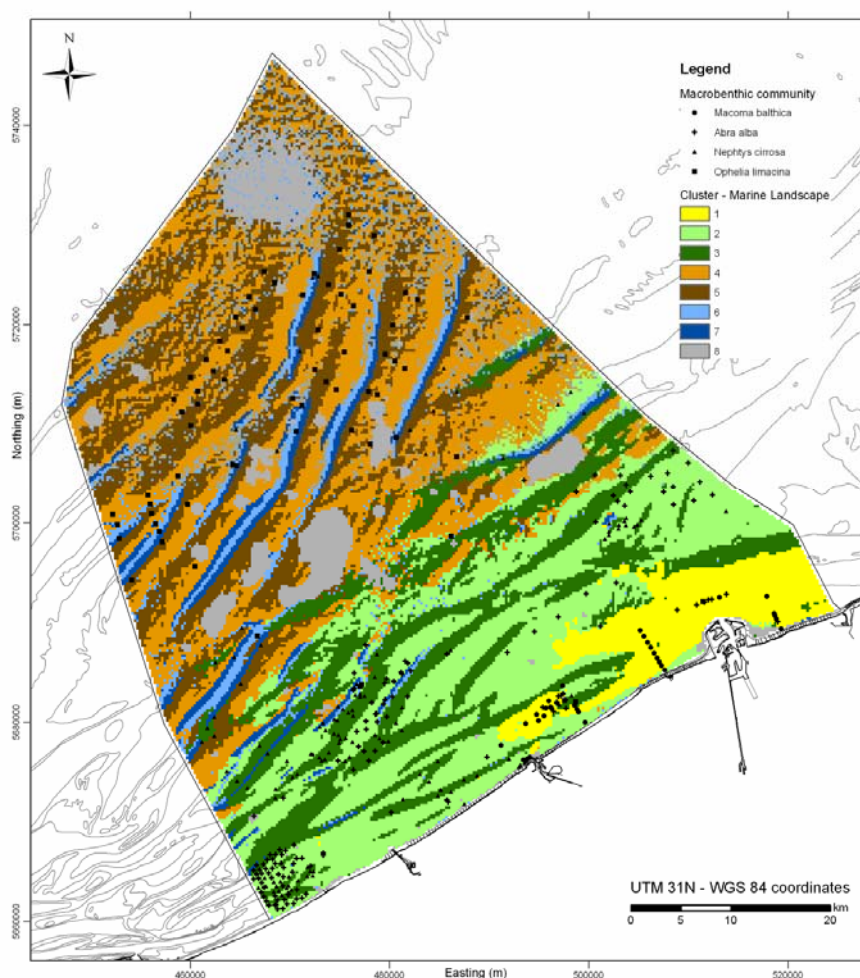 N
Legend
Macrobenthic community
Macoma balthica
Abra alba
Nephtys cirrosa
Ophelia limacina
Cluster - Marine Landscape
1
2
3
4
5
6
7
8
5740000
5720000
Northing (m)
5700000
5680000
5660000
UTM 31N - WGS 84 coordinates
km
0 5 10 20
460000 480000 500000 520000
Easting (m)